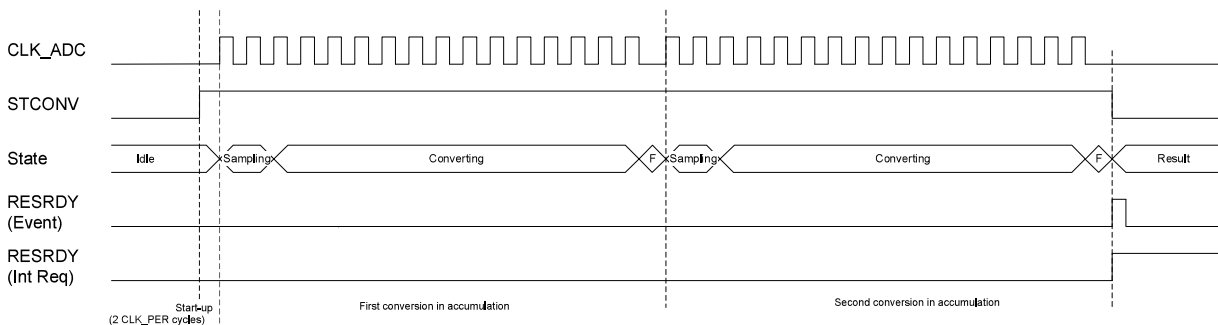 CLK_ADC
STCONV
State Idle Sampling Converting F Sampling Converting F Result
RESRDY
(Event)
RESRDY
(Int Req)
Start-up
(2 CLK_PER cycles)
First conversion in accumulation
Second conversion in accumulation